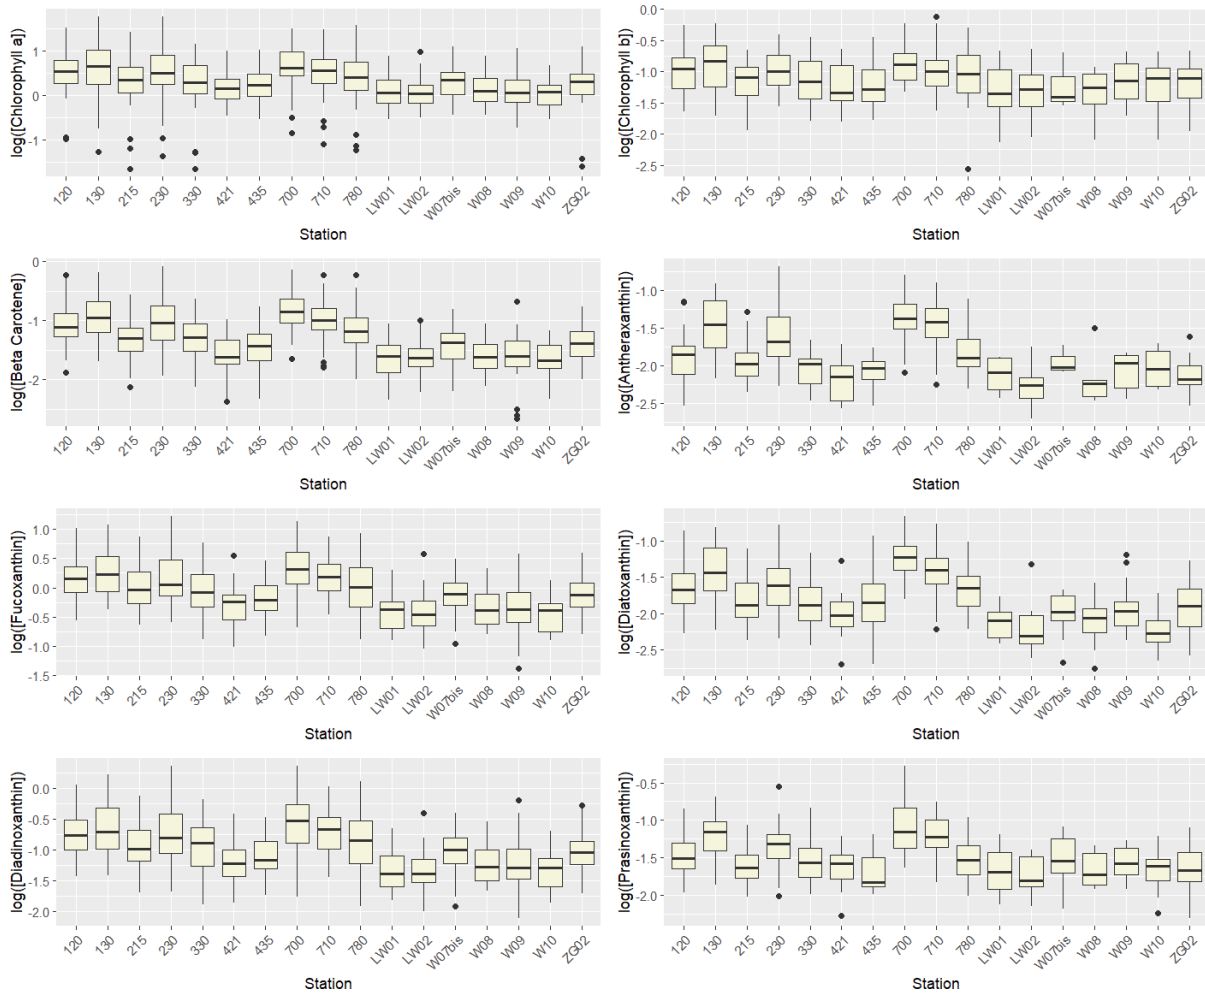 log([Chlorophyll a])
1
0
-1
120 130 215 230 330 421 435 700 710 780 LW01 LW02 W07bis W08 W09 W10 ZG02
Station
log([Chlorophyll b])
0.0
-0.5
-1.0
-1.5
-2.0
-2.5
120 130 215 230 330 421 435 700 710 780 LW01 LW02 W07bis W08 W09 W10 ZG02
Station
log([Beta Carotene])
0
-1
-2
120 130 215 230 330 421 435 700 710 780 LW01 LW02 W07bis W08 W09 W10 ZG02
Station
log([Antheraxanthin])
-1.0
-1.5
-2.0
-2.5
120 130 215 230 330 421 435 700 710 780 LW01 LW02 W07bis W08 W09 W10 ZG02
Station
log([Fucoxanthin])
1.0
0.5
0.0
-0.5
-1.0
-1.5
120 130 215 230 330 421 435 700 710 780 LW01 LW02 W07bis W08 W09 W10 ZG02
Station
log([Diatoxanthin])
-1.0
-1.5
-2.0
-2.5
120 130 215 230 330 421 435 700 710 780 LW01 LW02 W07bis W08 W09 W10 ZG02
Station
log([Diadinoxanthin])
0.0
-0.5
-1.0
-1.5
-2.0
120 130 215 230 330 421 435 700 710 780 LW01 LW02 W07bis W08 W09 W10 ZG02
Station
log([Prasinoxanthin])
-0.5
-1.0
-1.5
-2.0
120 130 215 230 330 421 435 700 710 780 LW01 LW02 W07bis W08 W09 W10 ZG02
Station